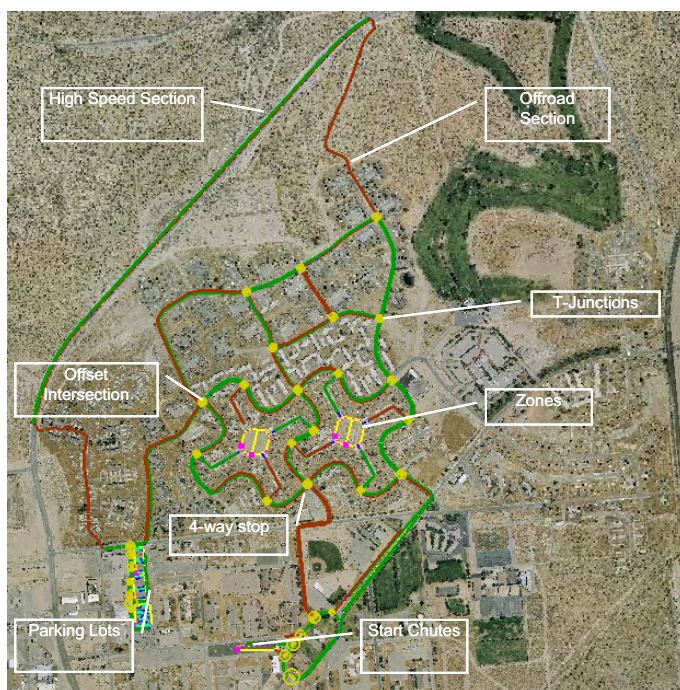 High Speed Section
Offroad
Section
T-Junctions
Offset
Intersection
Zones
4-way stop
Parking Lots
Start Chutes